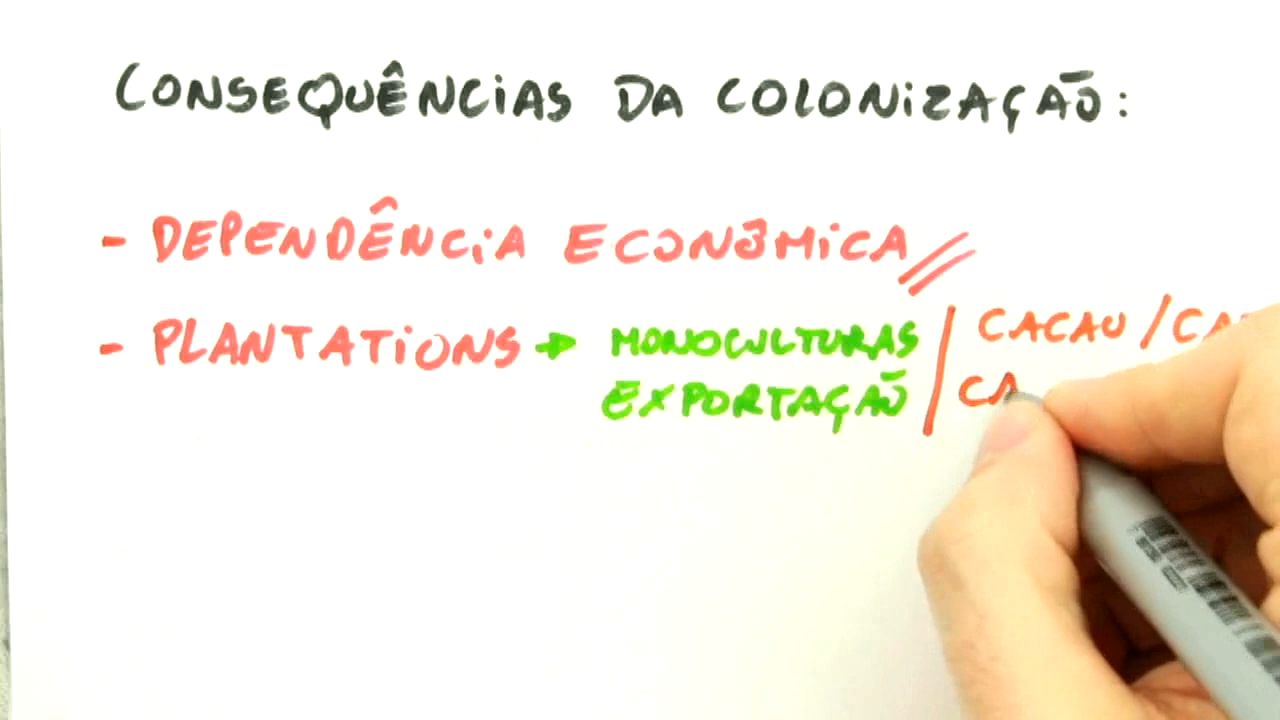 CONSEQUÊNCIAS DA COLONIZAÇÃO:
- DEPENDÊNCIA ECONÔMICA
- PLANTATIONS → MONOCULTURAS / CACAU /
EXPORTAÇÃO